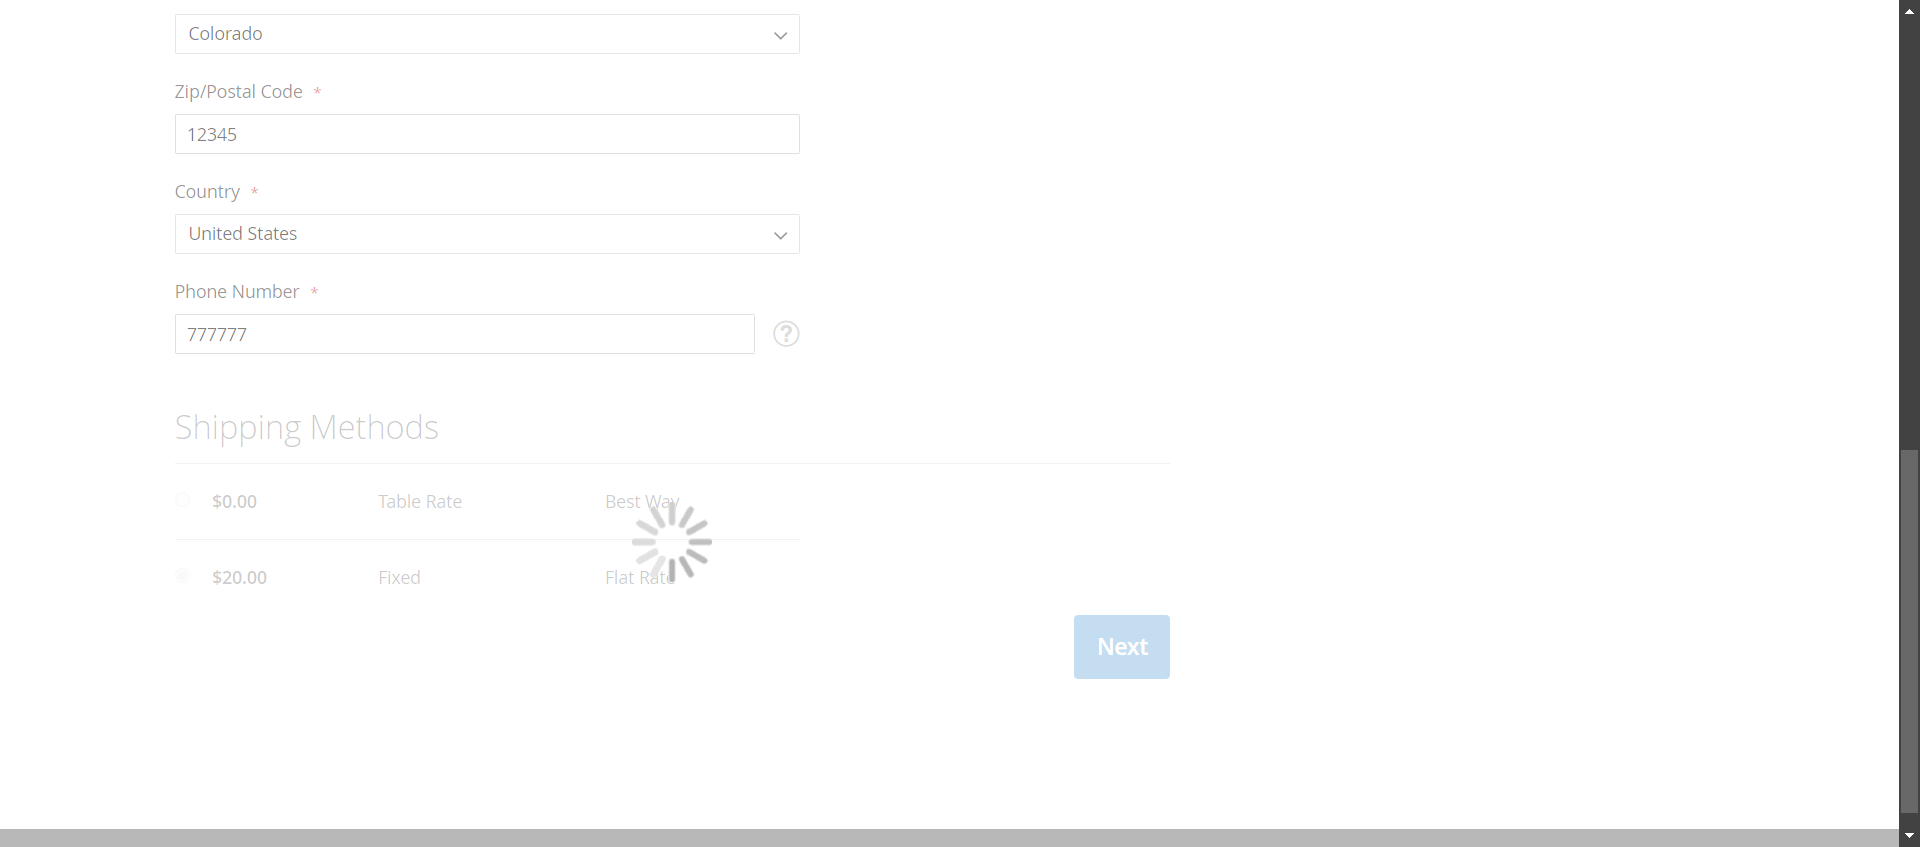 Colorado
Zip/Postal Code *
12345
Country *
United States
Phone Number *
777777
?
Shipping Methods
$0.00 Table Rate Best Way
$20.00 Fixed Flat Rate
Next